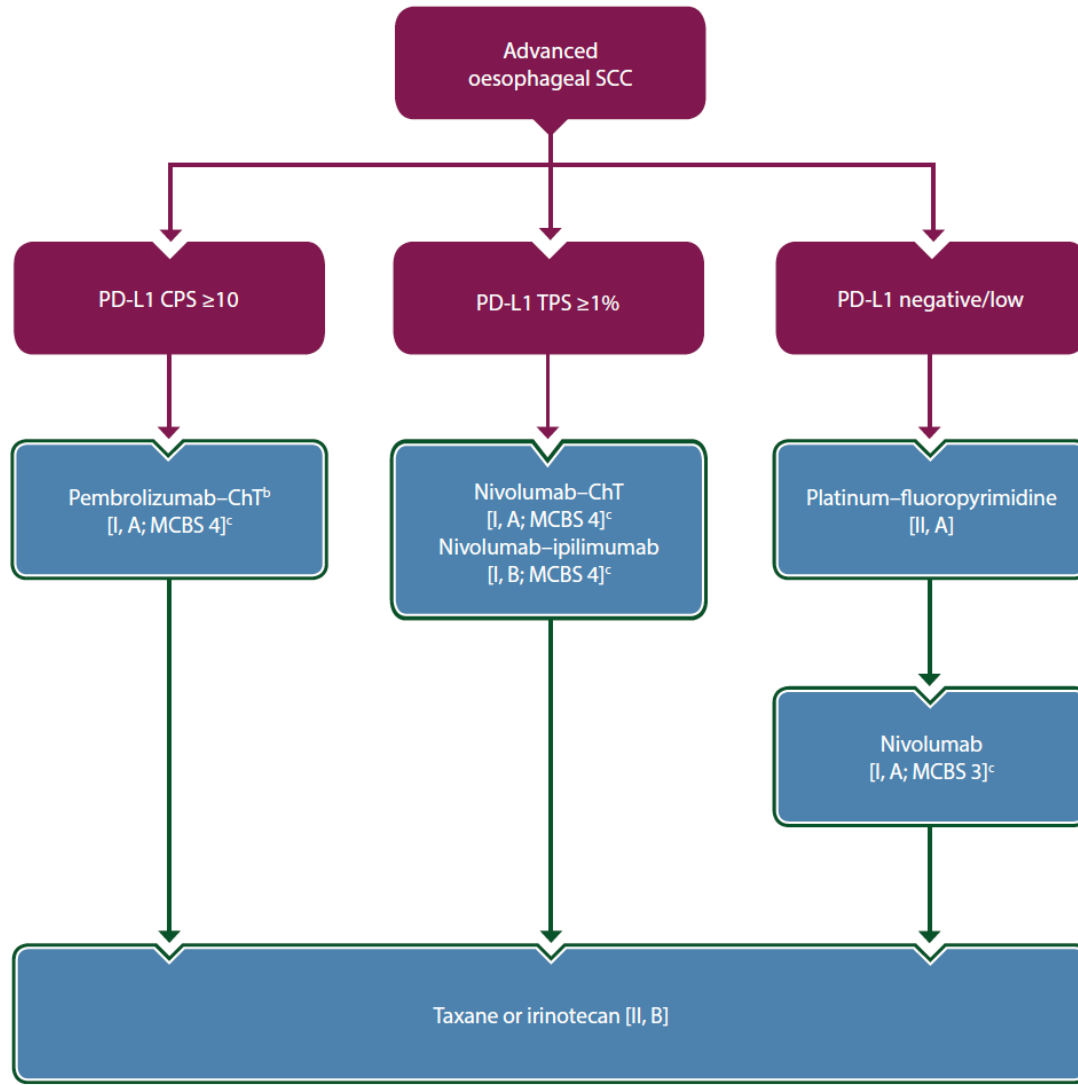 Advanced
oesophageal SCC
PD-L1 CPS ≥10
PD-L1 TPS ≥1%
PD-L1 negative/low
Pembrolizumab–ChTᵇ
[I, A; MCBS 4]ᶜ
Nivolumab–ChT
[I, A; MCBS 4]ᶜ
Nivolumab–ipilimumab
[I, B; MCBS 4]ᶜ
Platinum–fluoropyrimidine
[II, A]
Nivolumab
[I, A; MCBS 3]ᶜ
Taxane or irinotecan [II, B]